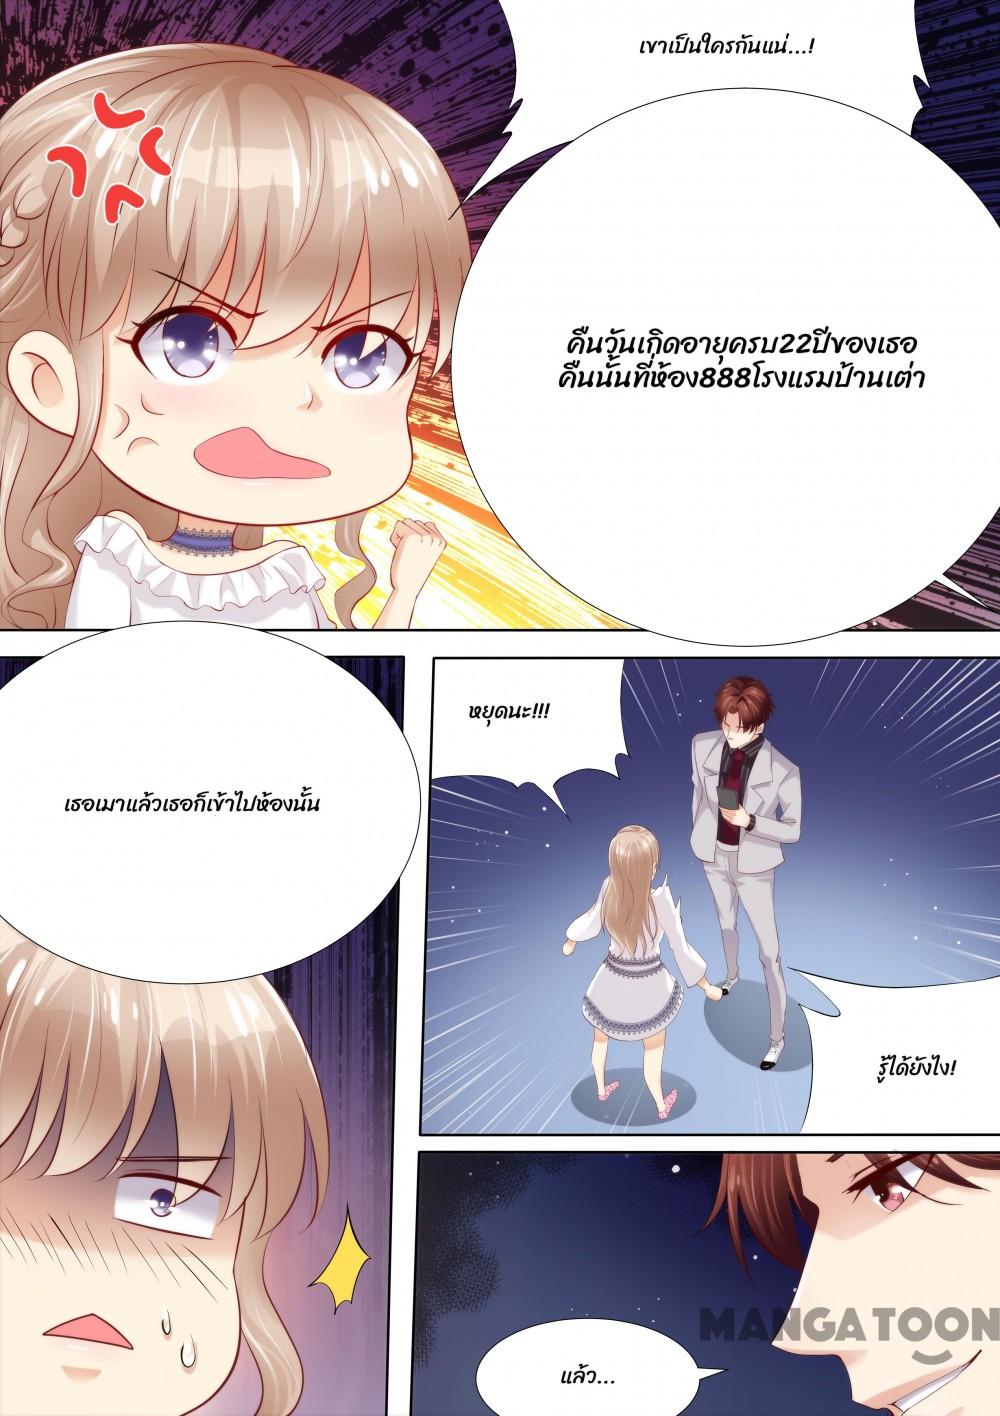 เขาเป็นใครกันแน่...!
คืนวันเกิดอายุครบ22ปีของเธอ
คืนนั้นที่ห้อง888โรงแรมป้านเต่า
เธอเมาแล้วเธอก็เข้าไปห้องนั้น
หยุดนะ!!!
รู้ได้ยังไง!
แล้ว...
MANGATOON